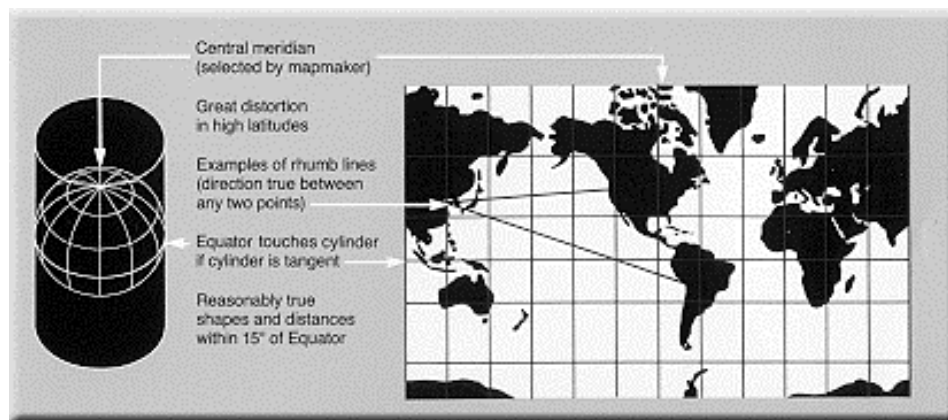 Central meridian
(selected by mapmaker)
Great distortion
in high latitudes
Examples of rhumb lines
(direction true between
any two points)
Equator touches cylinder
if cylinder is tangent
Reasonably true
shapes and distances
within 15° of Equator